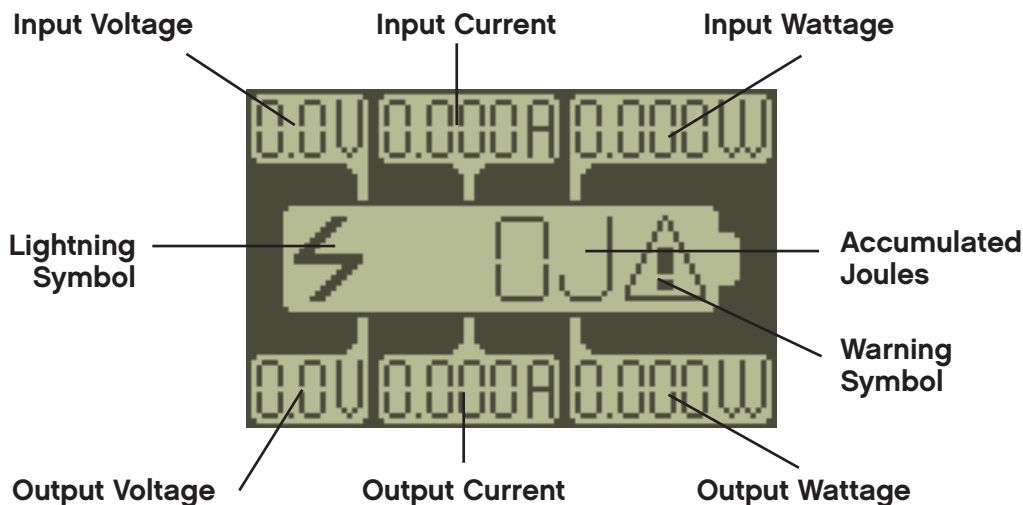 Input Voltage Input Current Input Wattage
0.0V 0.000A 0.000W
Lightning
Symbol
0J
!
Accumulated
Joules
Warning
Symbol
0.0V 0.000A 0.000W
Output Voltage Output Current Output Wattage